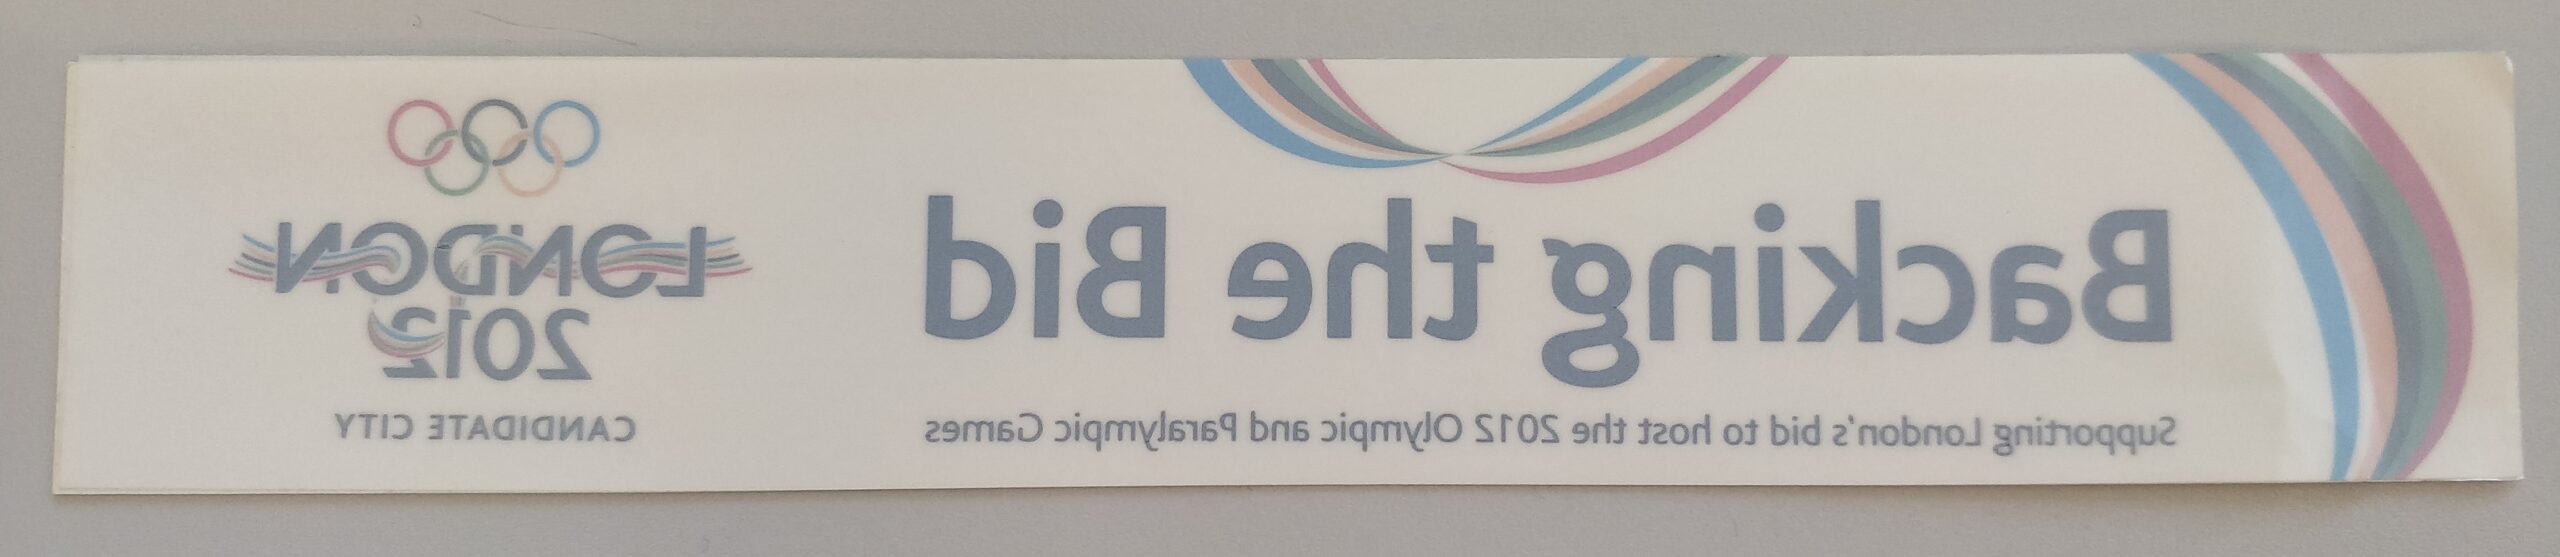 Backing the Bid
Supporting London's bid to host the 2012 Olympic and Paralympic Games
LONDON
2012
CANDIDATE CITY